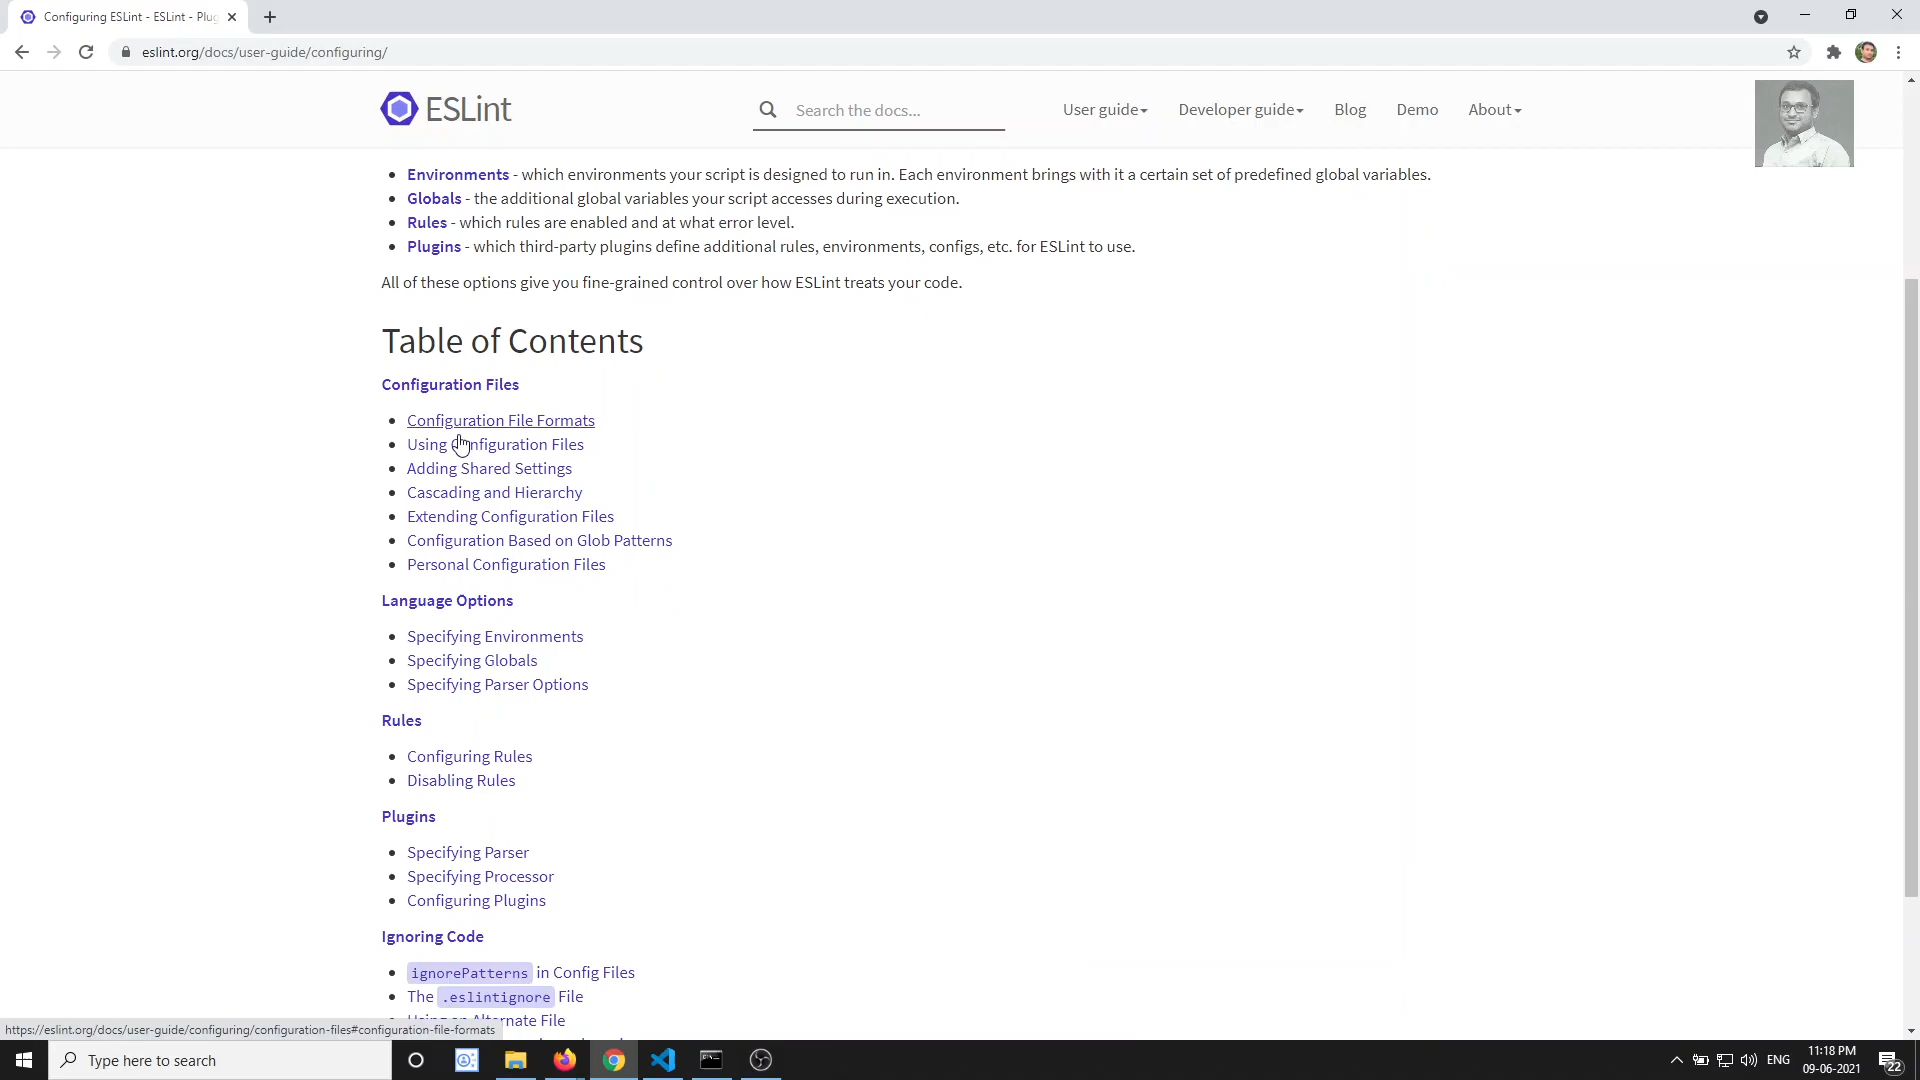 Configuring ESLint - ESLint - Plug
eslint.org/docs/user-guide/configuring/
ESLint
Search the docs...
User guide
Developer guide
Blog
Demo
About
Environments - which environments your script is designed to run in. Each environment brings with it a certain set of predefined global variables.
Globals - the additional global variables your script accesses during execution.
Rules - which rules are enabled and at what error level.
Plugins - which third-party plugins define additional rules, environments, configs, etc. for ESLint to use.
All of these options give you fine-grained control over how ESLint treats your code.
Table of Contents
Configuration Files
Configuration File Formats
Using Configuration Files
Adding Shared Settings
Cascading and Hierarchy
Extending Configuration Files
Configuration Based on Glob Patterns
Personal Configuration Files
Language Options
Specifying Environments
Specifying Globals
Specifying Parser Options
Rules
Configuring Rules
Disabling Rules
Plugins
Specifying Parser
Specifying Processor
Configuring Plugins
Ignoring Code
ignorePatterns in Config Files
The .eslintignore File
Using an Alternate File
https://eslint.org/docs/user-guide/configuring/configuration-files#configuration-file-formats
Type here to search
ENG
11:18 PM
09-06-2021
22